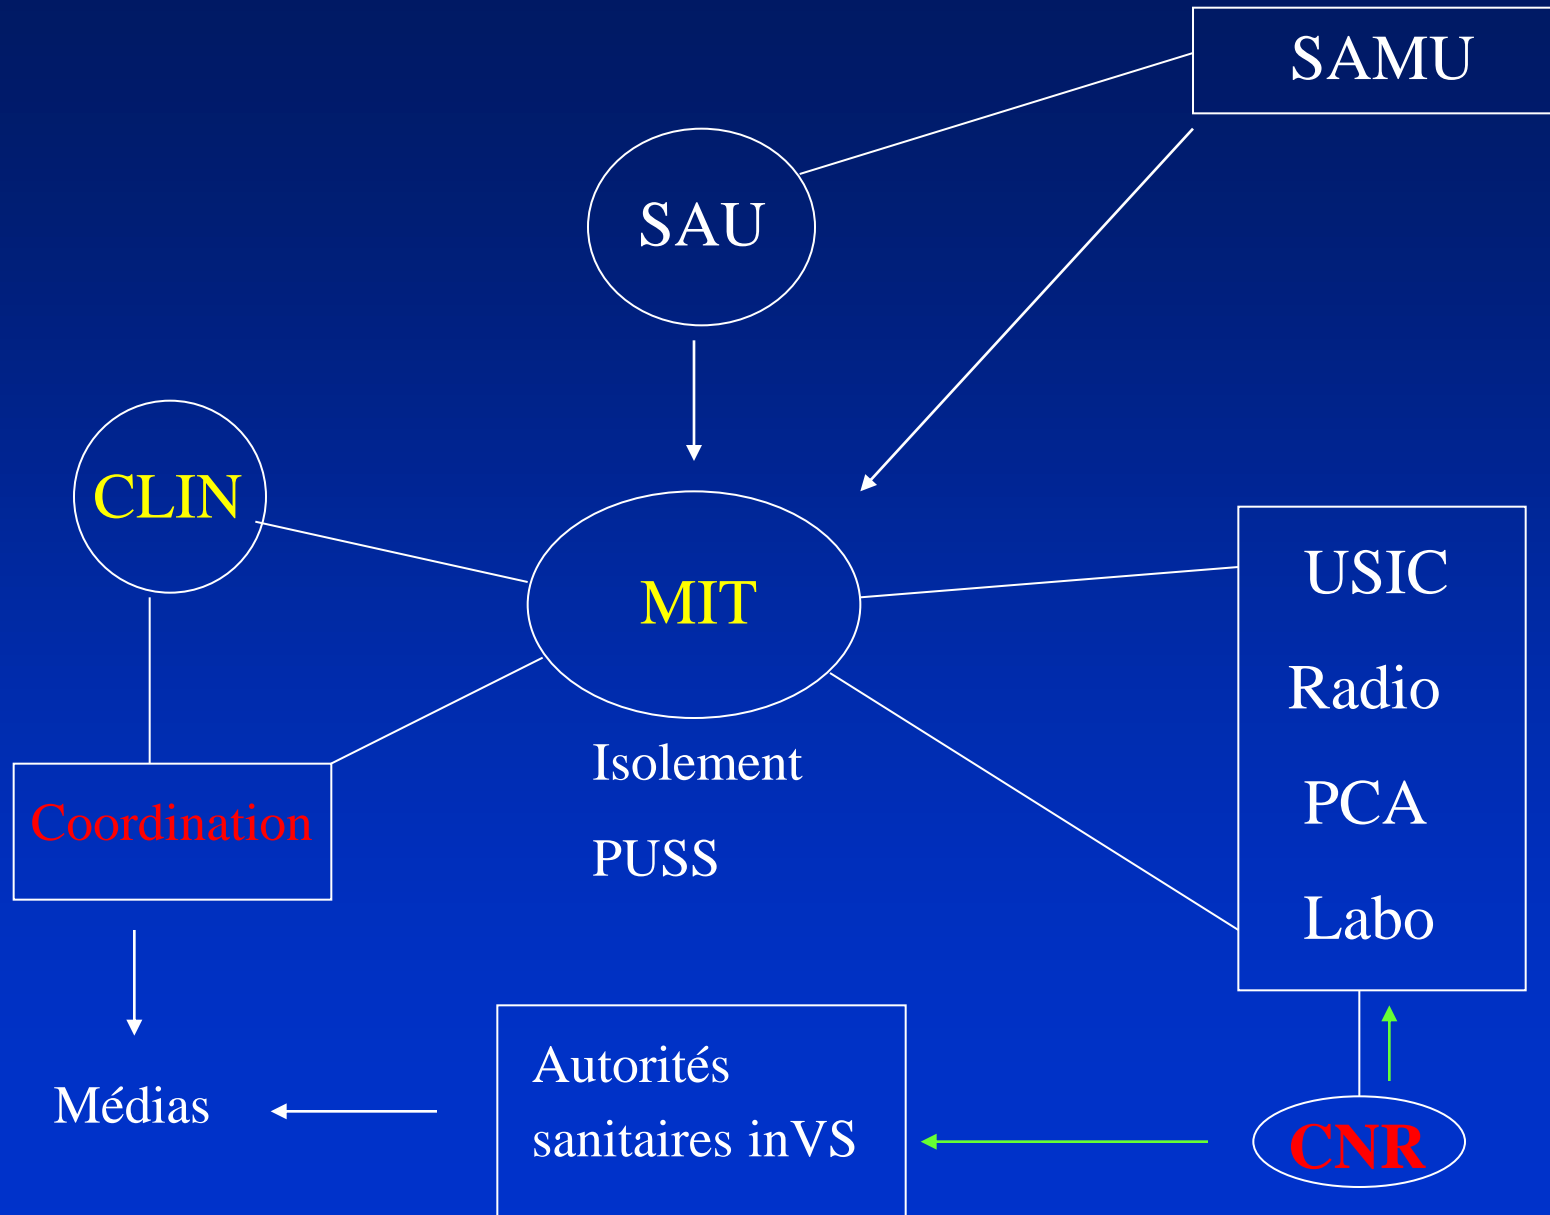 SAMU
SAU
CLIN
MIT
USIC
Radio
PCA
Labo
Isolement
PUSS
Coordination
Autorités
sanitaires inVS
Médias
CNR